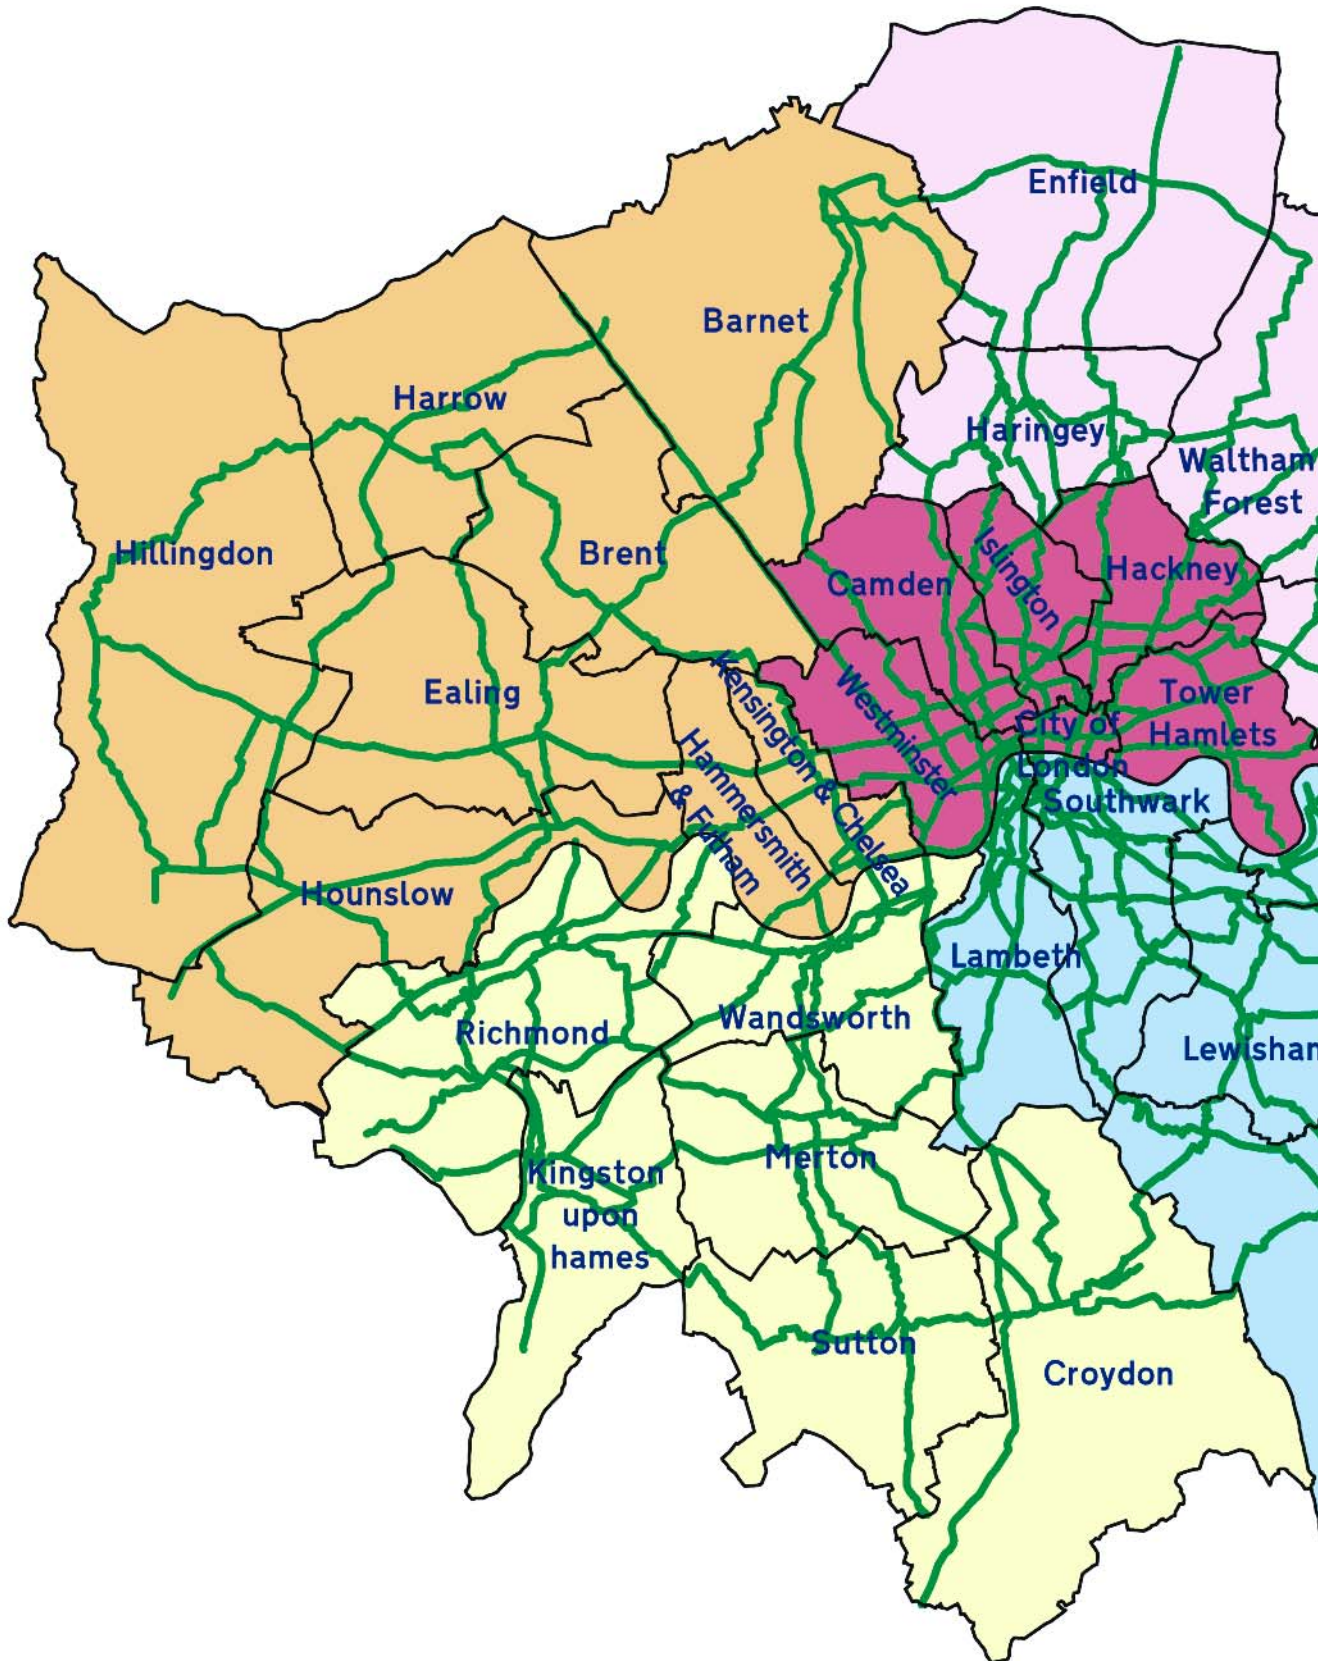 Enfield
Barnet
Harrow
Haringey
Waltham
Forest
Hillingdon
Brent
Camden
Islington
Hackney
Ealing
Kensington & Chelsea
Westminster
Tower
Hamlets
City of
London
Hammersmith
& Fulham
Southwark
Hounslow
Lambeth
Richmond
Wandsworth
Lewisham
Merton
Kingston
upon
hames
Sutton
Croydon